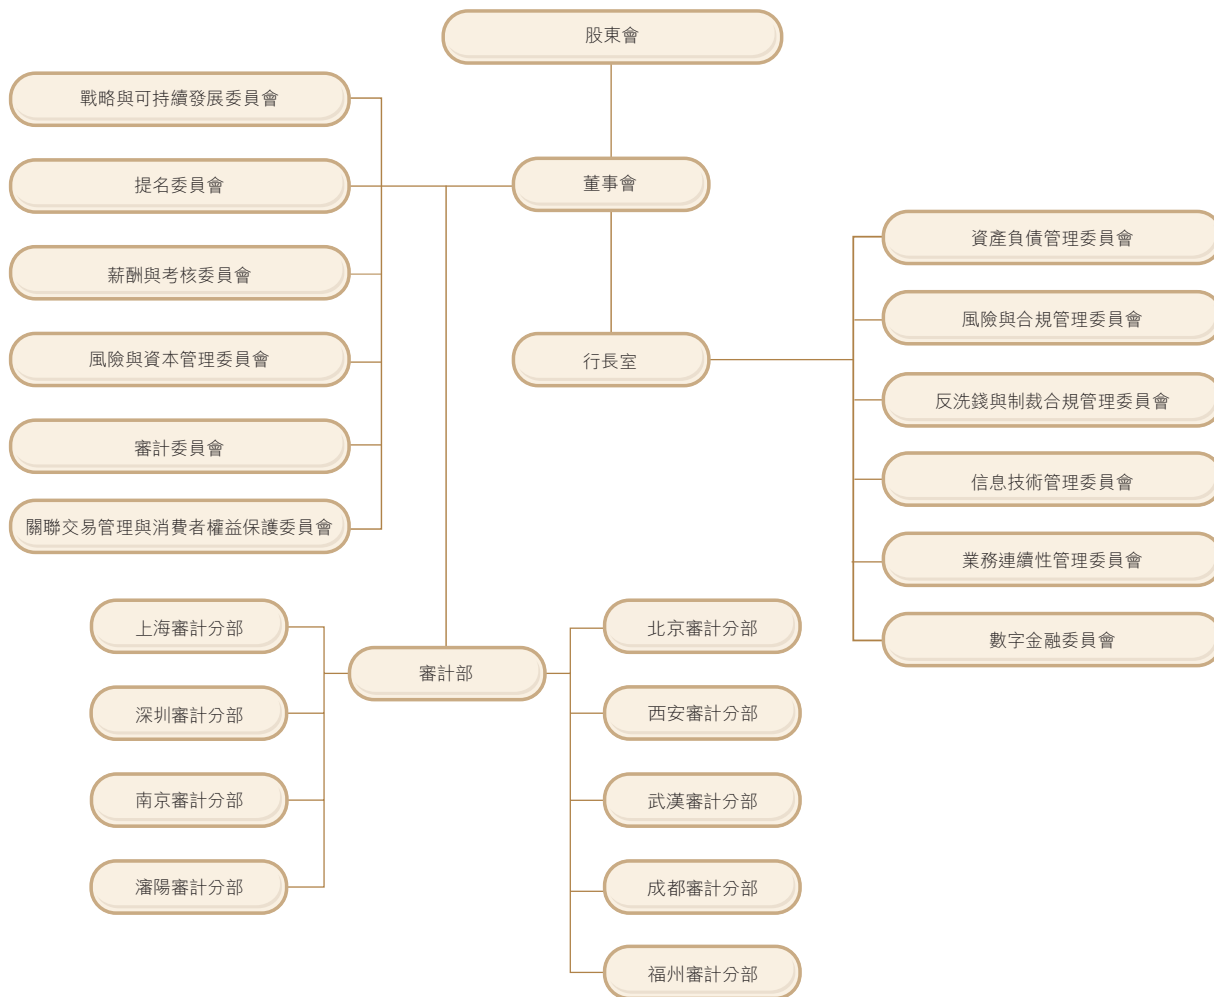 股東會
董事會
行長室
戰略與可持續發展委員會
提名委員會
薪酬與考核委員會
風險與資本管理委員會
審計委員會
關聯交易管理與消費者權益保護委員會
資產負債管理委員會
風險與合規管理委員會
反洗錢與制裁合規管理委員會
信息技術管理委員會
業務連續性管理委員會
數字金融委員會
審計部
上海審計分部
深圳審計分部
南京審計分部
瀋陽審計分部
北京審計分部
西安審計分部
武漢審計分部
成都審計分部
福州審計分部